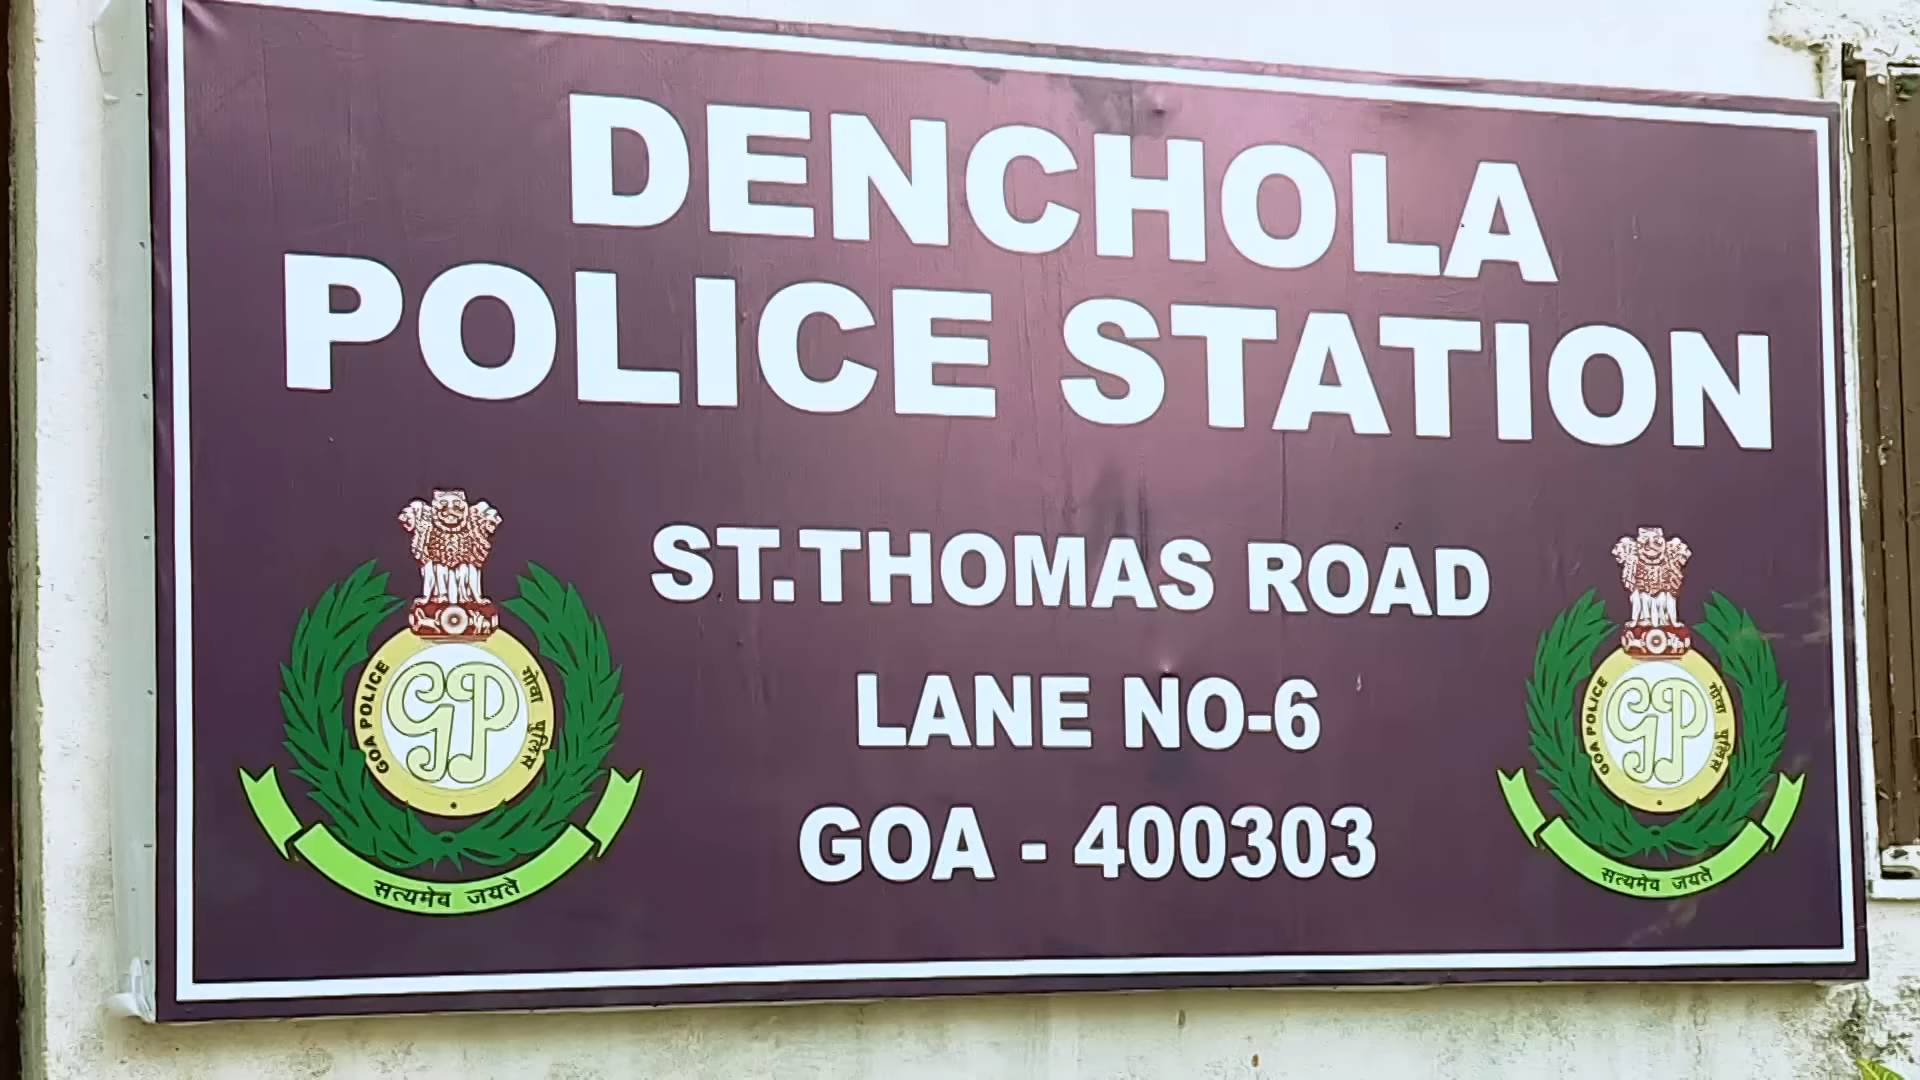 DENCHOLA
POLICE STATION
ST.THOMAS ROAD
LANE NO-6
GOA - 400303
GOA POLICE
गोवा पुलिस
GP
सत्यमेव जयते
GOA POLICE
गोवा पुलिस
GP
सत्यमेव जयते